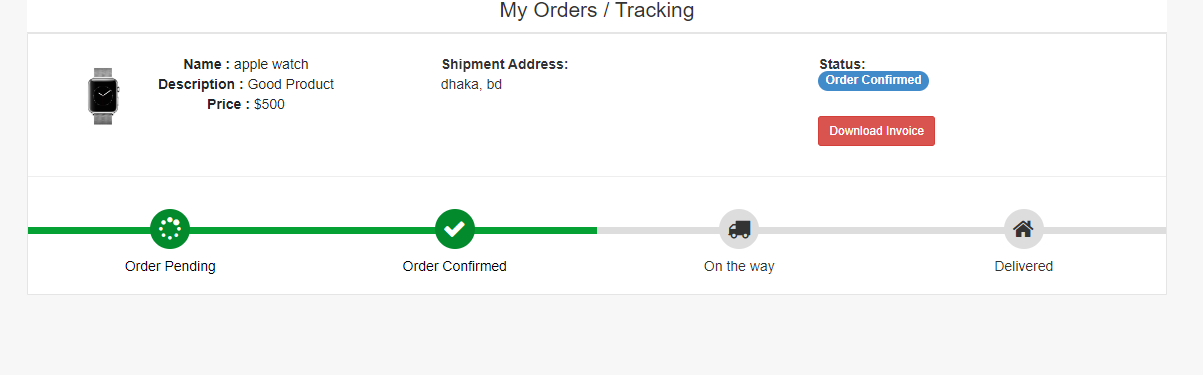 My Orders / Tracking
Name : apple watch
Description : Good Product
Price : $500
Shipment Address:
dhaka, bd
Status:
Order Confirmed
Download Invoice
Order Pending
Order Confirmed
On the way
Delivered